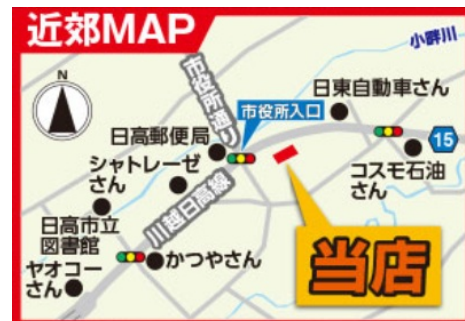 近郊MAP
小畔川
N
市役所通り
日東自動車さん
市役所入口
日高郵便局
15
シャトレーゼ
さん
コスモ石油
さん
川越日高線
日高市立
図書館
かつやさん
当店
ヤオコー
さん